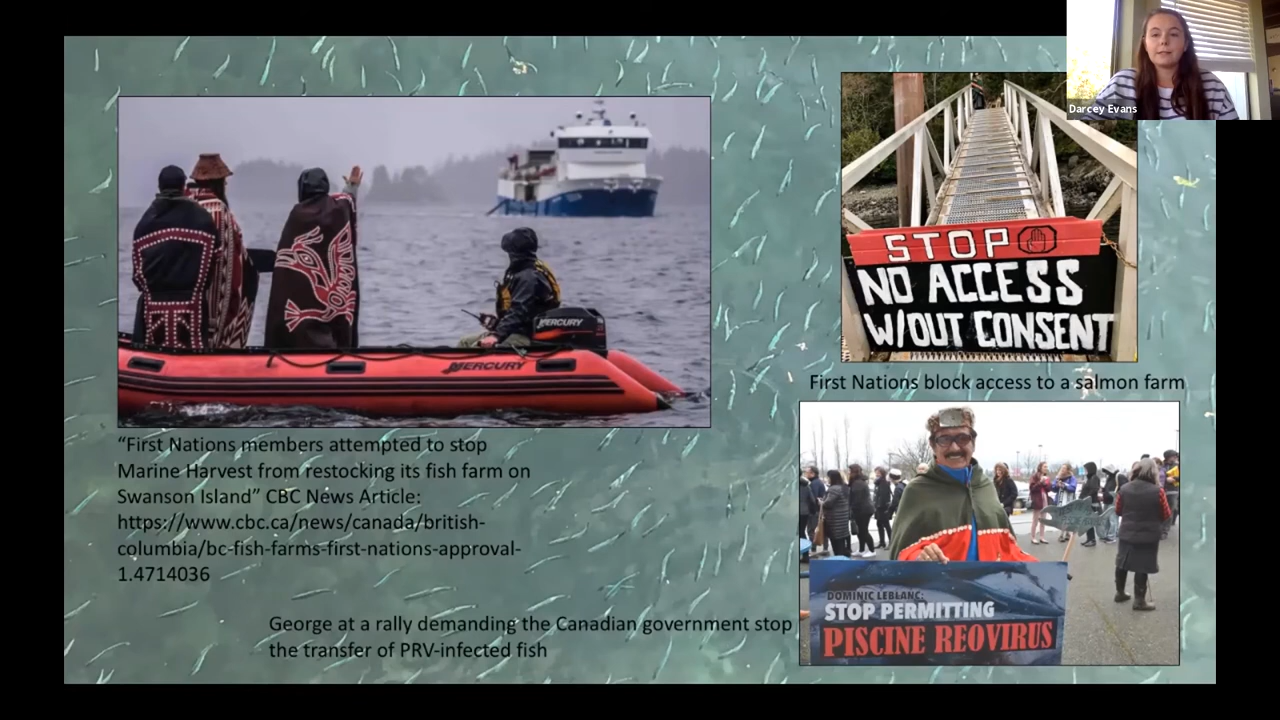 Darcey Evans
STOP
NO ACCESS
W/OUT CONSENT
MERCURY
MERCURY
First Nations block access to a salmon farm
“First Nations members attempted to stop
Marine Harvest from restocking its fish farm on
Swanson Island” CBC News Article:
https://www.cbc.ca/news/canada/british-
columbia/bc-fish-farms-first-nations-approval-
1.4714036
DOMINIC LEBLANC:
STOP PERMITTING
PISCINE REOVIRUS
George at a rally demanding the Canadian government stop
the transfer of PRV-infected fish